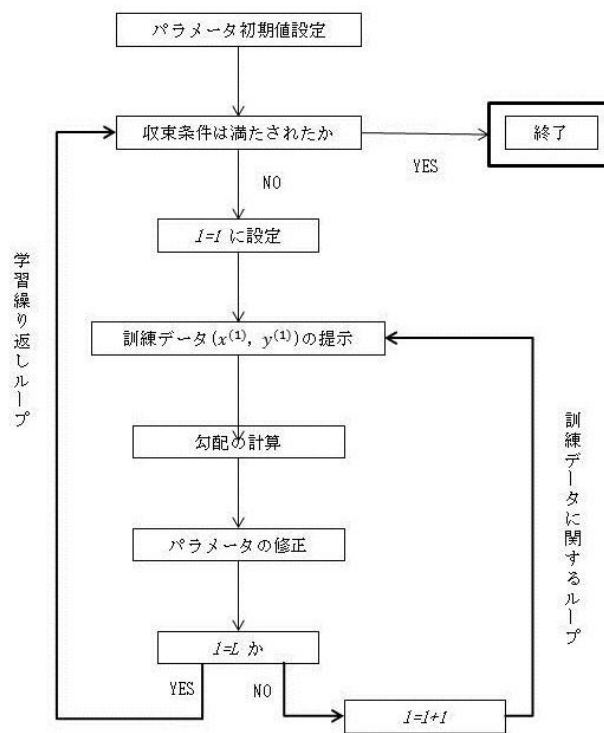 パラメータ初期値設定
収束条件は満たされたか
終了
YES
NO
l=1 に設定
訓練データ(x⁽¹⁾, y⁽¹⁾)の提示
勾配の計算
パラメータの修正
l=L か
YES
NO
l=l+1
学習繰り返しループ
訓練データに関するループ